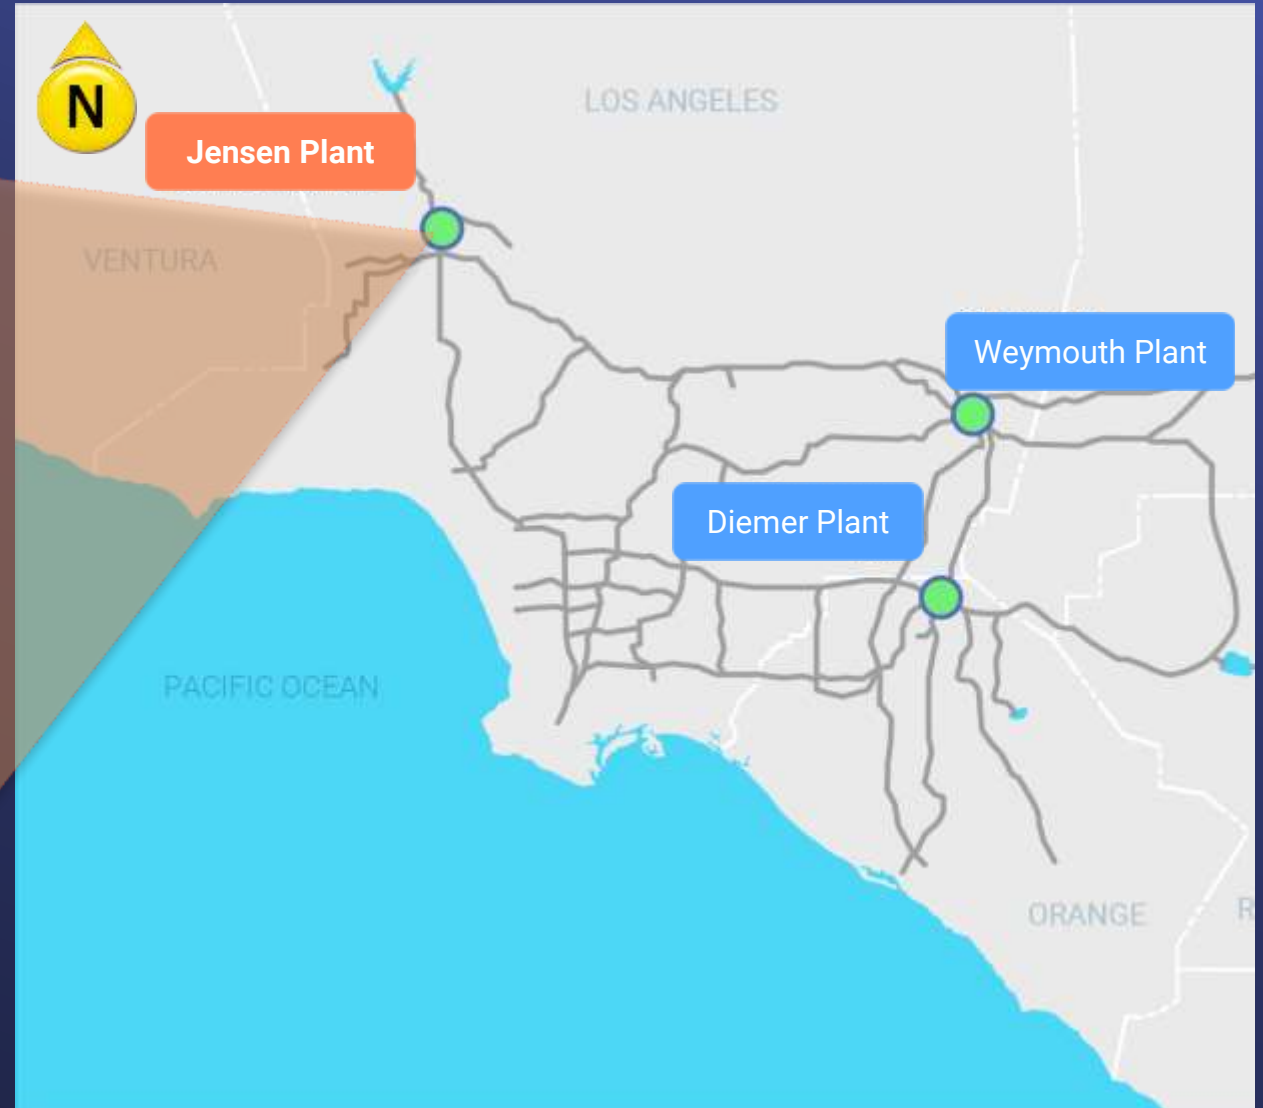 N
LOS ANGELES
Jensen Plant
VENTURA
Weymouth Plant
Diemer Plant
PACIFIC OCEAN
ORANGE
R